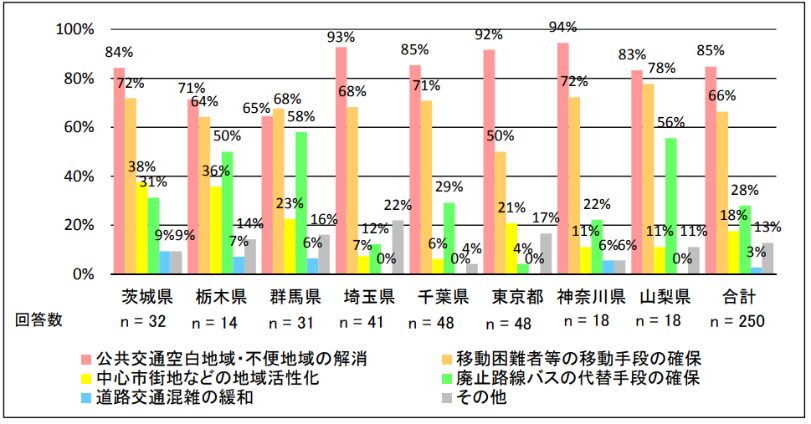 100%
80%
60%
40%
20%
0%
84% 72% 38% 31% 9% 9%
71% 64% 36% 50% 7% 14%
65% 68% 23% 58% 6% 16%
93% 68% 7% 12% 0% 22%
85% 71% 6% 29% 0% 4%
92% 50% 21% 4% 0% 17%
94% 72% 11% 22% 6% 6%
83% 78% 11% 56% 0% 11%
85% 66% 18% 28% 3% 13%
茨城県 栃木県 群馬県 埼玉県 千葉県 東京都 神奈川県 山梨県 合計
回答数 n = 32 n = 14 n = 31 n = 41 n = 48 n = 48 n = 18 n = 18 n = 250
公共交通空白地域・不便地域の解消 移動困難者等の移動手段の確保
中心市街地などの地域活性化 廃止路線バスの代替手段の確保
道路交通混雑の緩和 その他